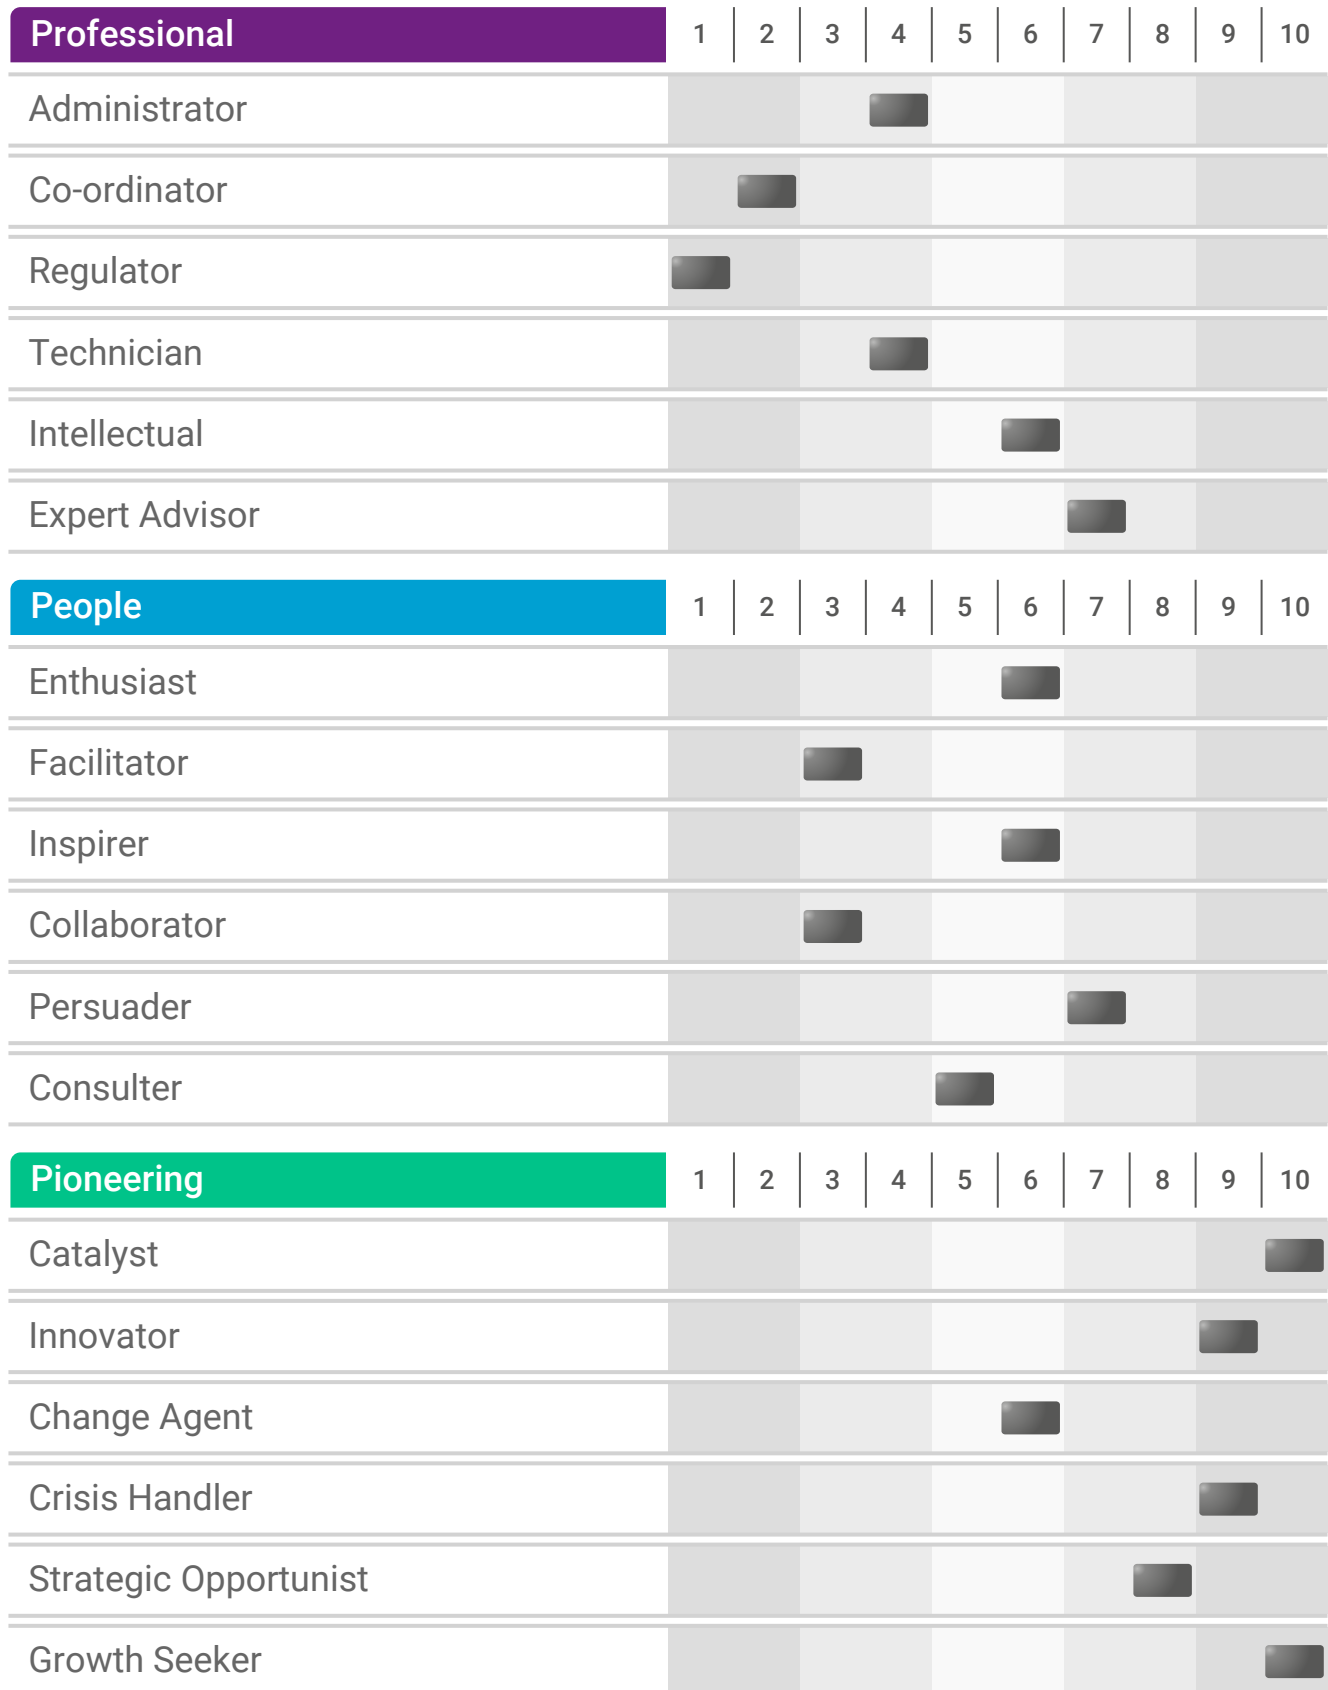 Professional 1 2 3 4 5 6 7 8 9 10
Administrator
Co-ordinator
Regulator
Technician
Intellectual
Expert Advisor
People 1 2 3 4 5 6 7 8 9 10
Enthusiast
Facilitator
Inspirer
Collaborator
Persuader
Consulter
Pioneering 1 2 3 4 5 6 7 8 9 10
Catalyst
Innovator
Change Agent
Crisis Handler
Strategic Opportunist
Growth Seeker